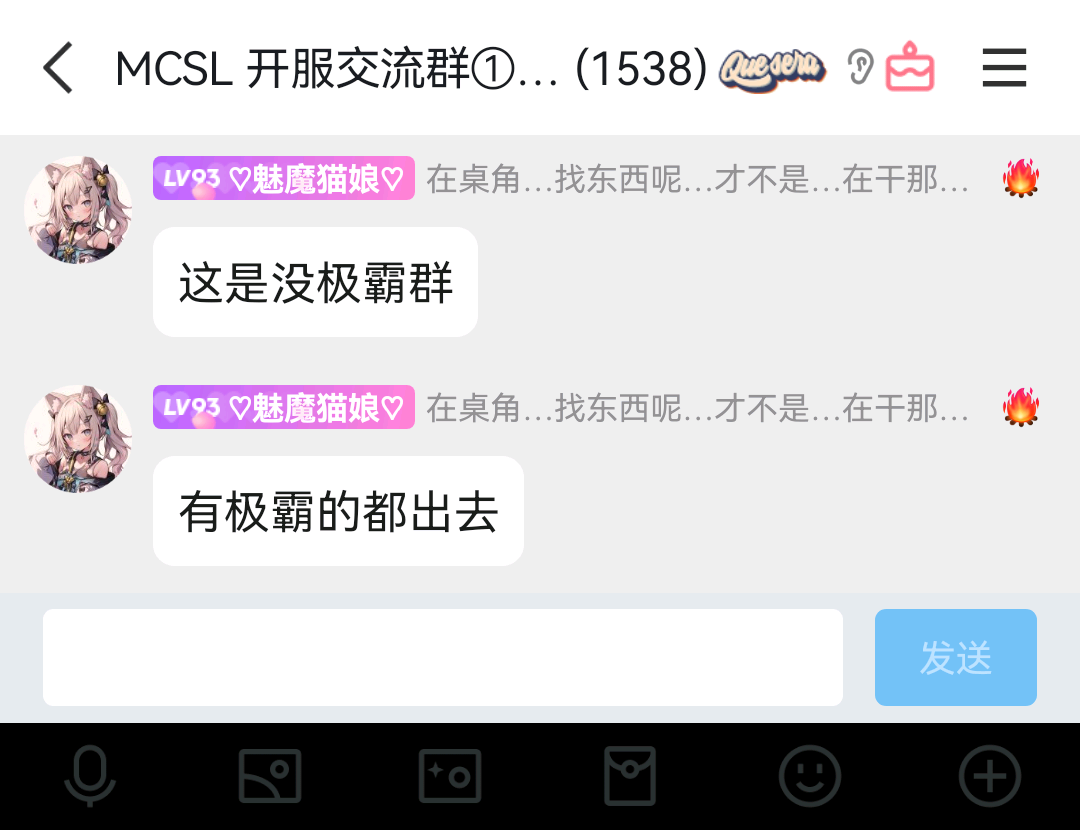 MCSL 开服交流群①… (1538) Que sera
LV93 ♡魅魔猫娘♡ 在桌角…找东西呢…才不是…在干那…
这是没极霸群
LV93 ♡魅魔猫娘♡ 在桌角…找东西呢…才不是…在干那…
有极霸的都出去
发送